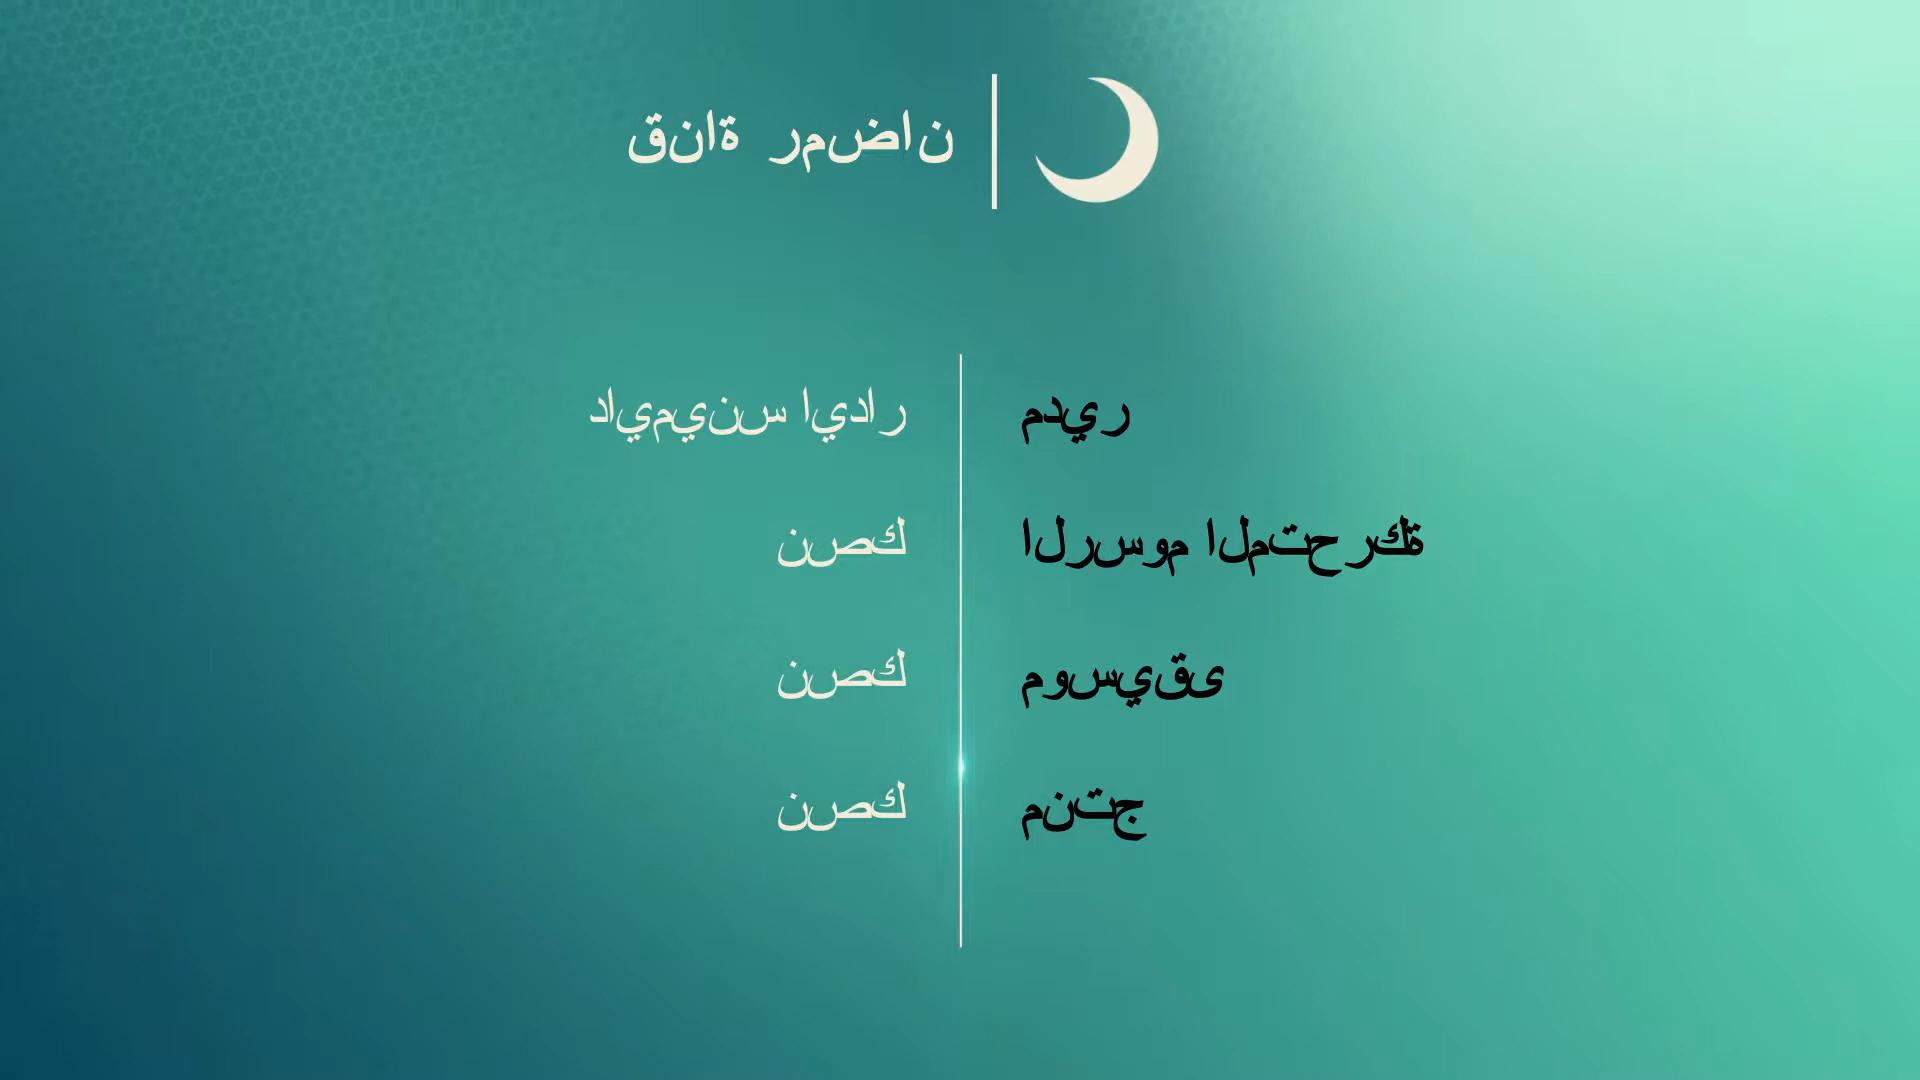 قناة رمضان
مدير
دايمينس ايدار
الرسوم المتحركة
نصك
موسيقى
نصك
منتج
نصك